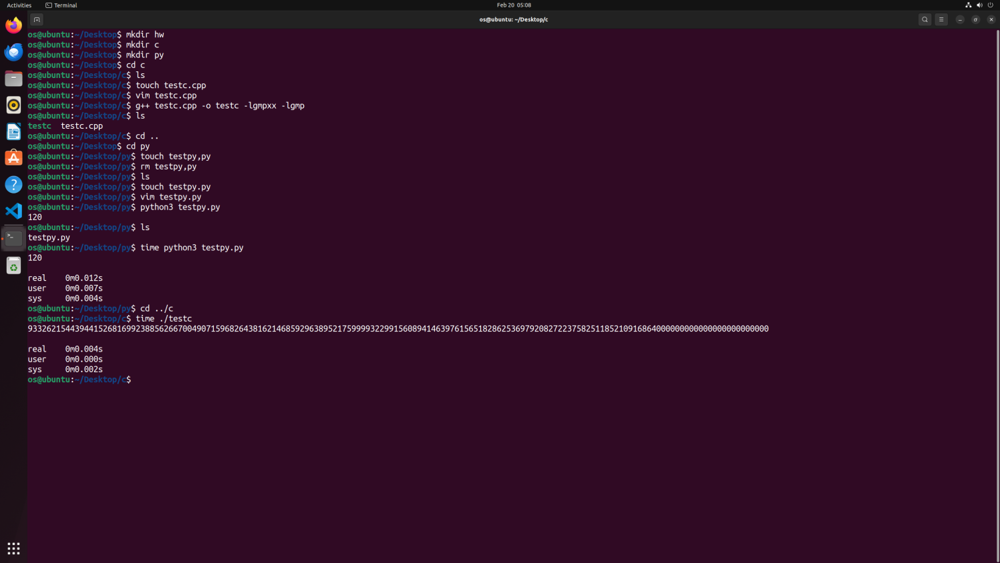 Activities
Terminal
Feb 20 05:08
os@ubuntu: ~/Desktop/c
os@ubuntu:~/Desktop$ mkdir hw
os@ubuntu:~/Desktop$ mkdir c
os@ubuntu:~/Desktop$ mkdir py
os@ubuntu:~/Desktop$ cd c
os@ubuntu:~/Desktop/c$ ls
os@ubuntu:~/Desktop/c$ touch testc.cpp
os@ubuntu:~/Desktop/c$ vim testc.cpp
os@ubuntu:~/Desktop/c$ g++ testc.cpp -o testc -lgmpxx -lgmp
os@ubuntu:~/Desktop/c$ ls
testc  testc.cpp
os@ubuntu:~/Desktop/c$ cd ..
os@ubuntu:~/Desktop$ cd py
os@ubuntu:~/Desktop/py$ touch testpy,py
os@ubuntu:~/Desktop/py$ rm testpy,py
os@ubuntu:~/Desktop/py$ ls
os@ubuntu:~/Desktop/py$ touch testpy.py
os@ubuntu:~/Desktop/py$ vim testpy.py
os@ubuntu:~/Desktop/py$ python3 testpy.py
120
os@ubuntu:~/Desktop/py$ ls
testpy.py
os@ubuntu:~/Desktop/py$ time python3 testpy.py
120
real    0m0.012s
user    0m0.007s
sys     0m0.004s
os@ubuntu:~/Desktop/py$ cd ../c
os@ubuntu:~/Desktop/c$ time ./testc
93326215443944152681699238856266700490715968264381621468592963895217599993229915608941463976156518286253697920827223758251185210916864000000000000000000000000
real    0m0.004s
user    0m0.000s
sys     0m0.002s
os@ubuntu:~/Desktop/c$